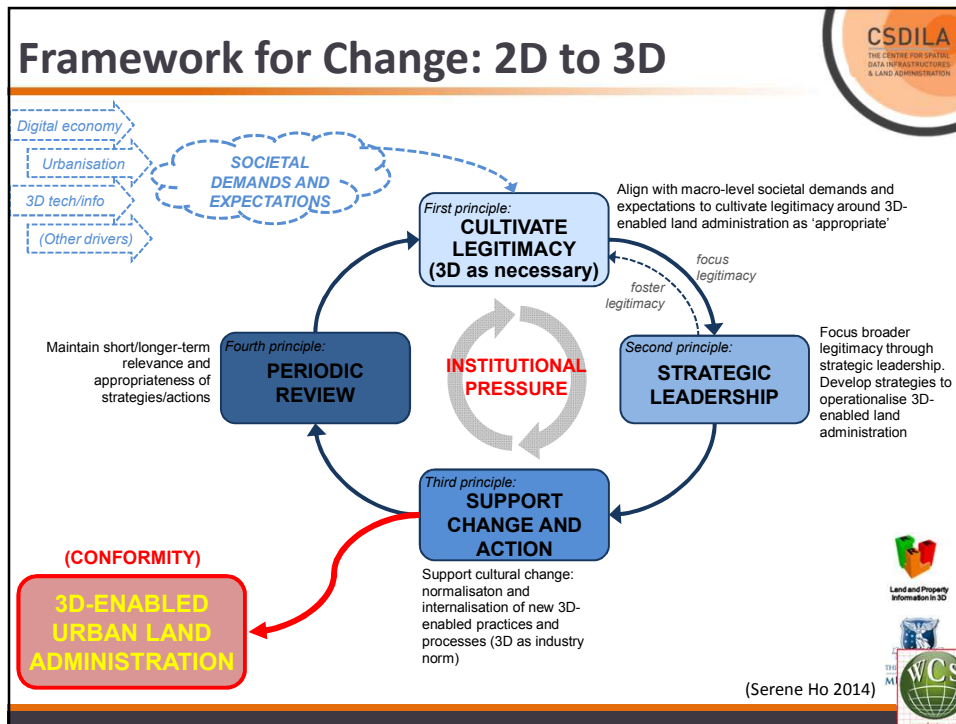 Framework for Change: 2D to 3D
CSDILA
THE CENTRE FOR SPATIAL
DATA INFRASTRUCTURES
& LAND ADMINISTRATION
Digital economy
Urbanisation
3D tech/info
(Other drivers)
SOCIETAL
DEMANDS AND
EXPECTATIONS
First principle:
CULTIVATE
LEGITIMACY
(3D as necessary)
Align with macro-level societal demands and
expectations to cultivate legitimacy around 3D-
enabled land administration as ‘appropriate’
focus
legitimacy
foster
legitimacy
Maintain short/longer-term
relevance and
appropriateness of
strategies/actions
Fourth principle:
PERIODIC
REVIEW
INSTITUTIONAL
PRESSURE
Second principle:
STRATEGIC
LEADERSHIP
Focus broader
legitimacy through
strategic leadership.
Develop strategies to
operationalise 3D-
enabled land
administration
Third principle:
SUPPORT
CHANGE AND
ACTION
(CONFORMITY)
3D-ENABLED
URBAN LAND
ADMINISTRATION
Support cultural change:
normalisaton and
internalisation of new 3D-
enabled practices and
processes (3D as industry
norm)
Land and Property
Information in 3D
WCS
(Serene Ho 2014)